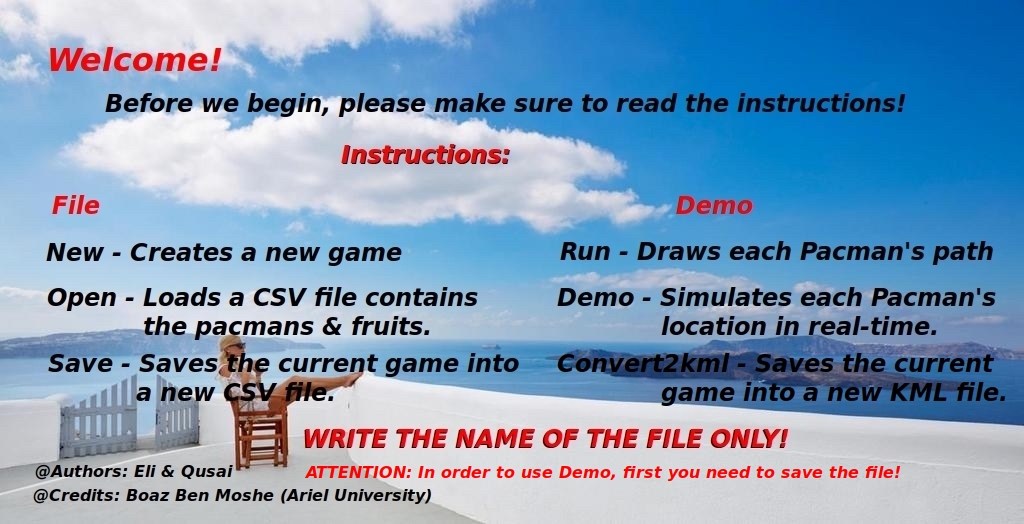 Welcome!
Before we begin, please make sure to read the instructions!
Instructions:
File
New - Creates a new game
Open - Loads a CSV file contains
the pacmans & fruits.
Save - Saves the current game into
a new CSV file.
Demo
Run - Draws each Pacman's path
Demo - Simulates each Pacman's
location in real-time.
Convert2kml - Saves the current
game into a new KML file.
WRITE THE NAME OF THE FILE ONLY!
ATTENTION: In order to use Demo, first you need to save the file!
@Authors: Eli & Qusai
@Credits: Boaz Ben Moshe (Ariel University)